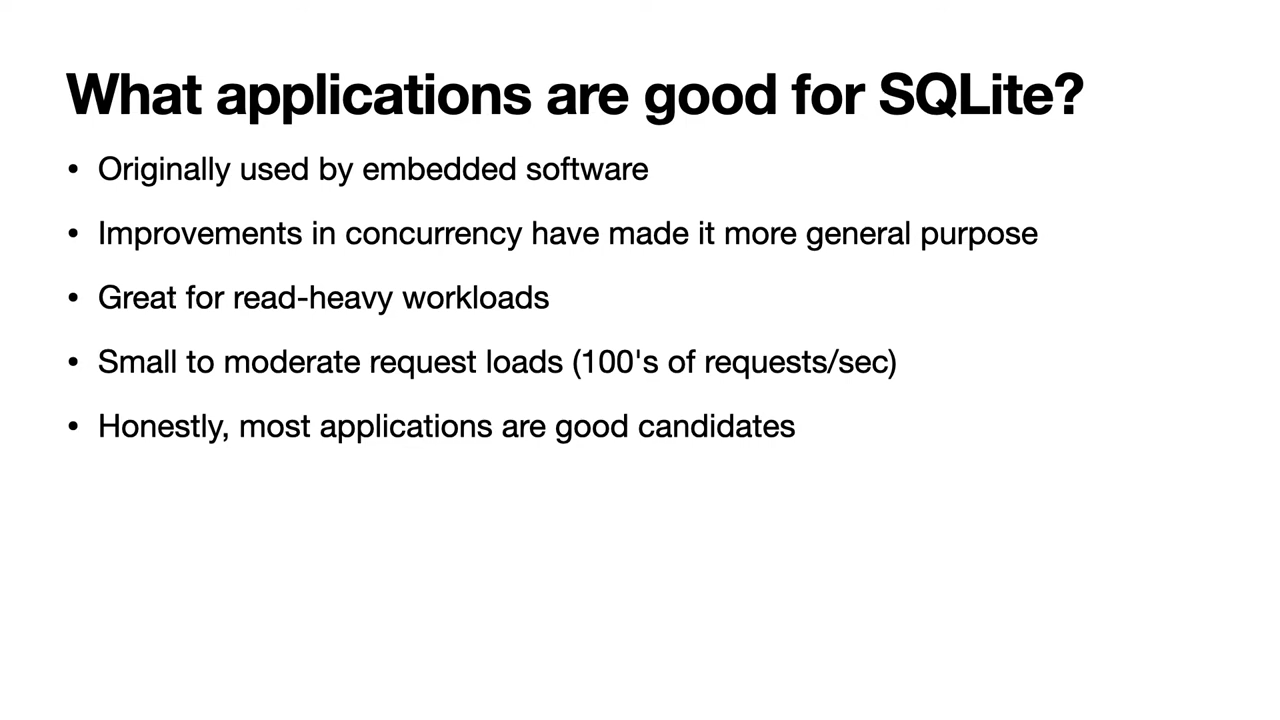 What applications are good for SQLite?
• Originally used by embedded software
• Improvements in concurrency have made it more general purpose
• Great for read-heavy workloads
• Small to moderate request loads (100's of requests/sec)
• Honestly, most applications are good candidates